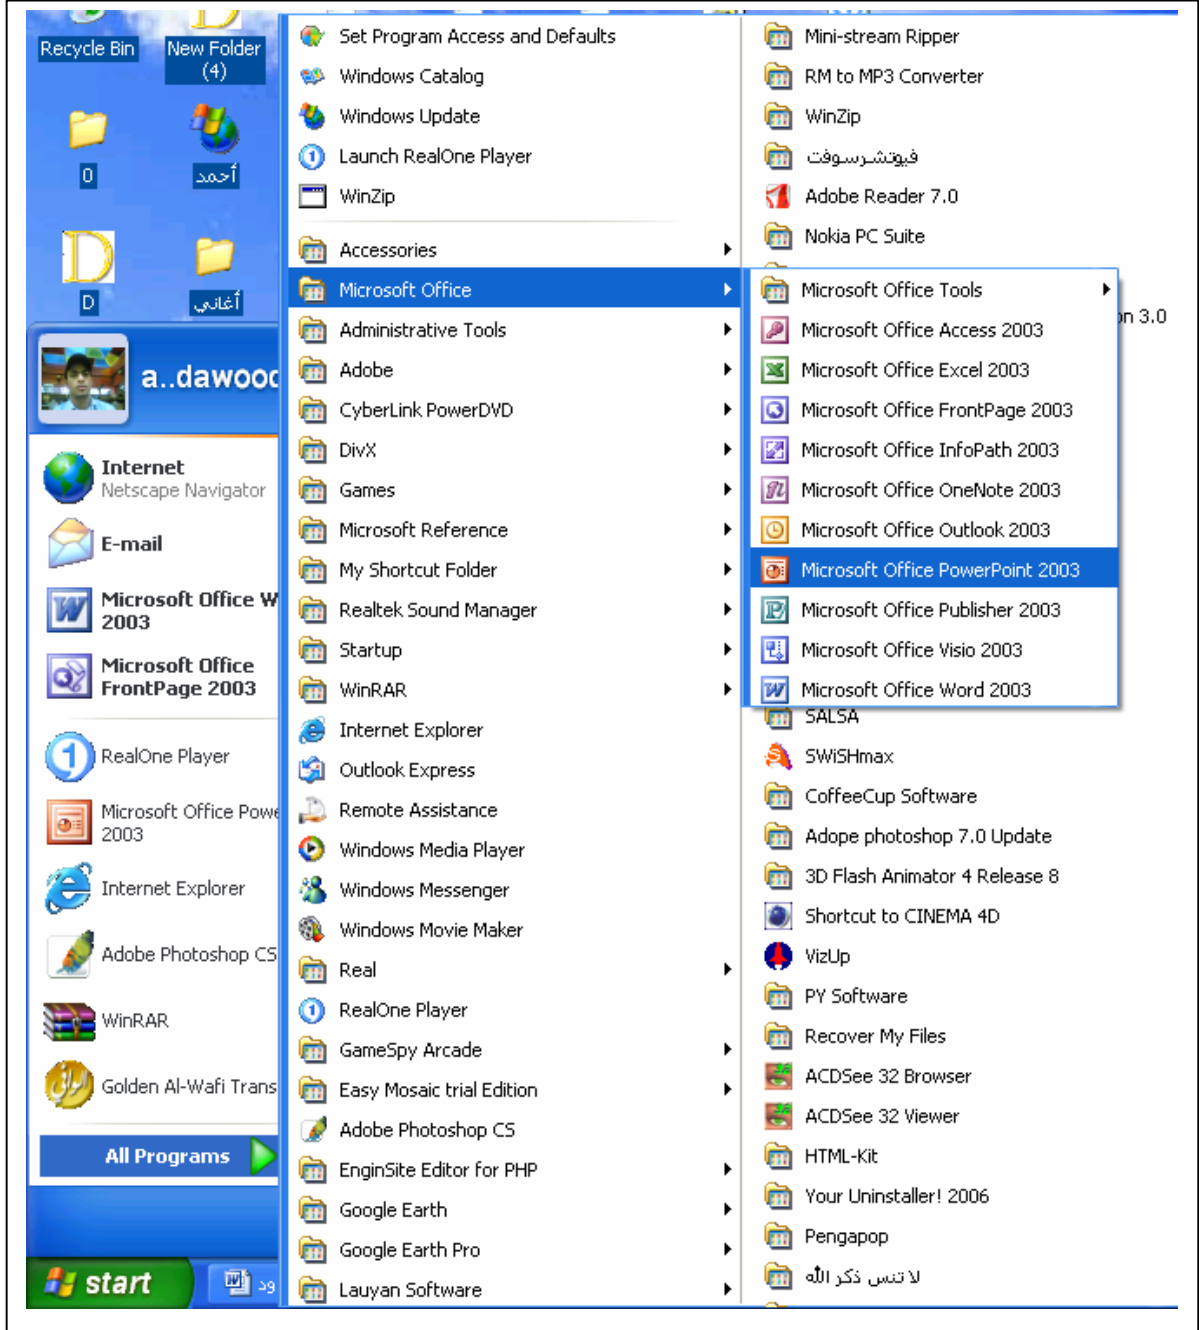 Recycle Bin
New Folder
(4)
0
أحمد
D
أغاني
a..dawood
Internet
Netscape Navigator
E-mail
Microsoft Office W
2003
Microsoft Office
FrontPage 2003
RealOne Player
Microsoft Office Powe
2003
Internet Explorer
Adobe Photoshop CS
WinRAR
Golden Al-Wafi Trans
All Programs
start
ود
Set Program Access and Defaults
Windows Catalog
Windows Update
Launch RealOne Player
WinZip
Accessories
Microsoft Office
Administrative Tools
Adobe
CyberLink PowerDVD
DivX
Games
Microsoft Reference
My Shortcut Folder
Realtek Sound Manager
Startup
WinRAR
Internet Explorer
Outlook Express
Remote Assistance
Windows Media Player
Windows Messenger
Windows Movie Maker
Real
RealOne Player
GameSpy Arcade
Easy Mosaic trial Edition
Adobe Photoshop CS
EnginSite Editor for PHP
Google Earth
Google Earth Pro
Lauyan Software
Mini-stream Ripper
RM to MP3 Converter
WinZip
فيوتشرسوفت
Adobe Reader 7.0
Nokia PC Suite
Microsoft Office Tools
on 3.0
Microsoft Office Access 2003
Microsoft Office Excel 2003
Microsoft Office FrontPage 2003
Microsoft Office InfoPath 2003
Microsoft Office OneNote 2003
Microsoft Office Outlook 2003
Microsoft Office PowerPoint 2003
Microsoft Office Publisher 2003
Microsoft Office Visio 2003
Microsoft Office Word 2003
SALSA
SWiSHmax
CoffeeCup Software
Adope photoshop 7.0 Update
3D Flash Animator 4 Release 8
Shortcut to CINEMA 4D
VizUp
PY Software
Recover My Files
ACDSee 32 Browser
ACDSee 32 Viewer
HTML-Kit
Your Uninstaller! 2006
Pengapop
لا تنس ذكر الله